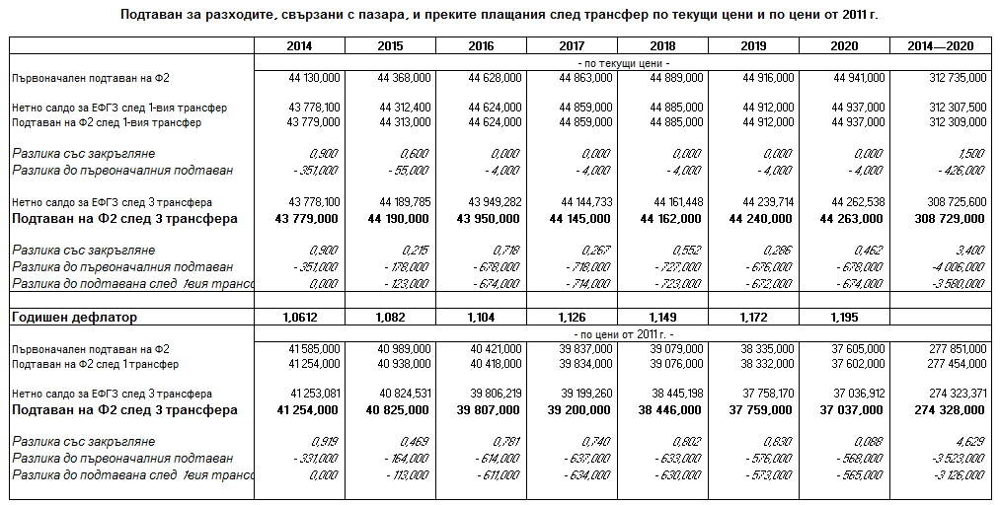 Подтаван за разходите, свързани с пазара, и преките плащания след трансфер по текущи цени и по цени от 2011 г.
2014 2015 2016 2017 2018 2019 2020 2014—2020
- по текущи цени -
Първоначален подтаван на Ф2 44 130,000 44 368,000 44 628,000 44 863,000 44 889,000 44 916,000 44 941,000 312 735,000
Нетно салдо за ЕФГЗ след 1-вия трансфер 43 778,100 44 312,400 44 624,000 44 859,000 44 885,000 44 912,000 44 937,000 312 307,500
Подтаван на Ф2 след 1-вия трансфер 43 779,000 44 313,000 44 624,000 44 859,000 44 885,000 44 912,000 44 937,000 312 309,000
Разлика със закръгляне 0,900 0,600 0,000 0,000 0,000 0,000 0,000 1,500
Разлика до първоначалния подтаван - 351,000 - 55,000 - 4,000 - 4,000 - 4,000 - 4,000 - 4,000 - 426,000
Нетно салдо за ЕФГЗ след 3 трансфера 43 778,100 44 189,785 43 949,282 44 144,733 44 161,448 44 239,714 44 262,538 308 725,600
Подтаван на Ф2 след 3 трансфера 43 779,000 44 190,000 43 950,000 44 145,000 44 162,000 44 240,000 44 263,000 308 729,000
Разлика със закръгляне 0,900 0,215 0,718 0,267 0,552 0,286 0,462 3,400
Разлика до първоначалния подтаван - 351,000 - 178,000 - 678,000 - 718,000 - 727,000 - 676,000 - 678,000 -4 006,000
Разлика до подтавана след 1вия трансф 0,000 - 123,000 - 674,000 - 714,000 - 723,000 - 672,000 - 674,000 -3 580,000
Годишен дефлатор 1,0612 1,082 1,104 1,126 1,149 1,172 1,195
- по цени от 2011 г. -
Първоначален подтаван на Ф2 41 585,000 40 989,000 40 421,000 39 837,000 39 079,000 38 335,000 37 605,000 277 851,000
Подтаван на Ф2 след 1 трансфер 41 254,000 40 938,000 40 418,000 39 834,000 39 076,000 38 332,000 37 602,000 277 454,000
Нетно салдо за ЕФГЗ след 3 трансфера 41 253,081 40 824,531 39 806,219 39 199,260 38 445,198 37 758,170 37 036,912 274 323,371
Подтаван на Ф2 след 3 трансфера 41 254,000 40 825,000 39 807,000 39 200,000 38 446,000 37 759,000 37 037,000 274 328,000
Разлика със закръгляне 0,919 0,469 0,781 0,740 0,802 0,830 0,088 4,629
Разлика до първоначалния подтаван - 331,000 - 164,000 - 614,000 - 637,000 - 633,000 - 576,000 - 568,000 -3 523,000
Разлика до подтавана след 1вия трансф 0,000 - 113,000 - 611,000 - 634,000 - 630,000 - 573,000 - 565,000 -3 126,000